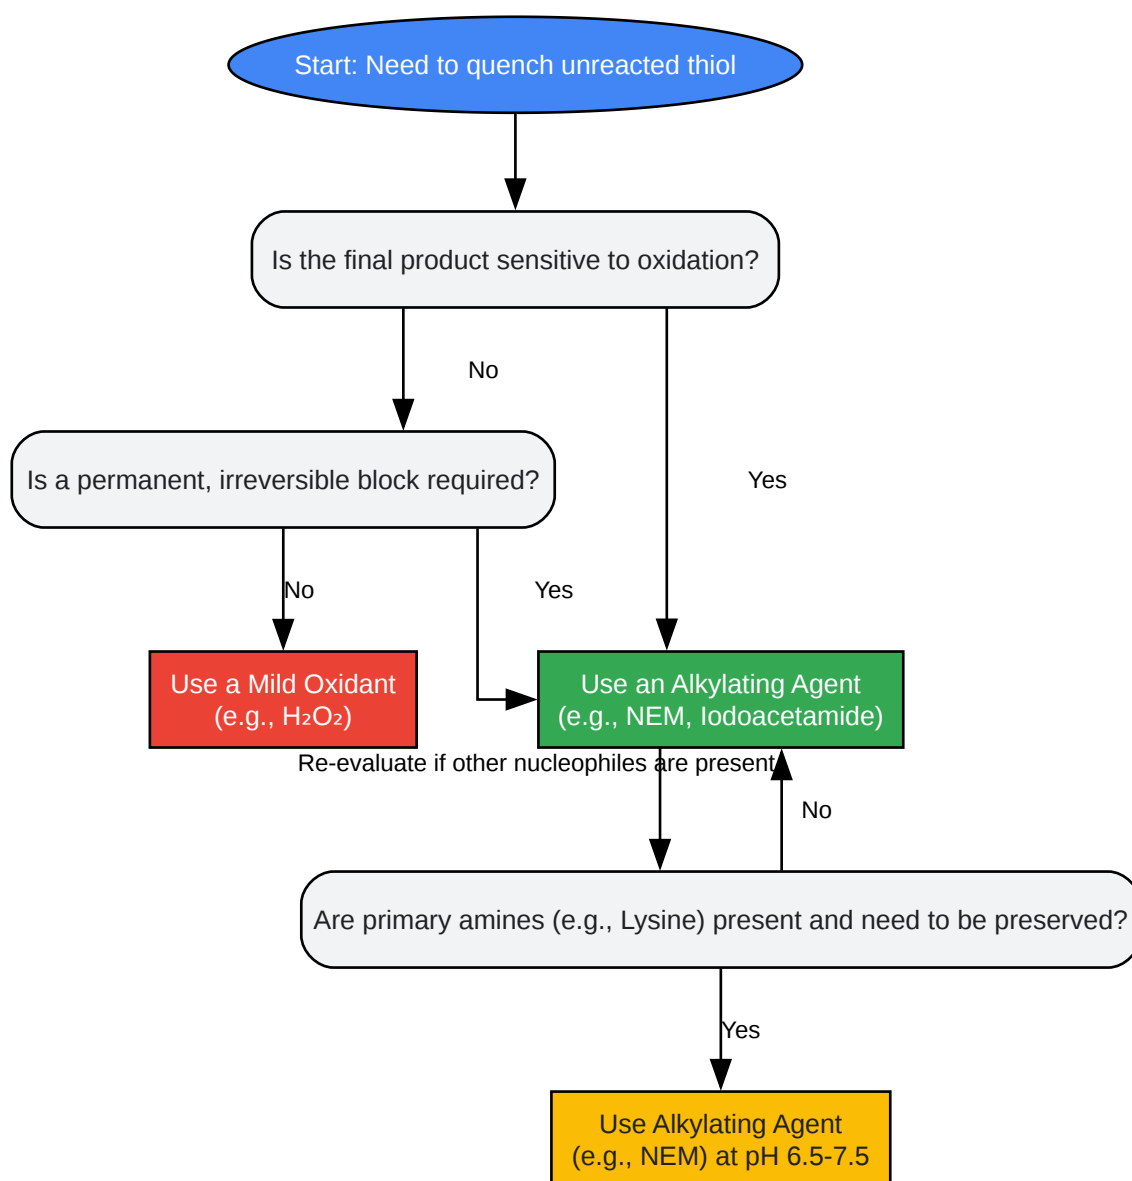 Start: Need to quench unreacted thiol
Is the final product sensitive to oxidation?
No
Is a permanent, irreversible block required?
Yes
No
Yes
Use a Mild Oxidant
(e.g., H₂O₂)
Use an Alkylating Agent
(e.g., NEM, Iodoacetamide)
Re-evaluate if other nucleophiles are present
No
Are primary amines (e.g., Lysine) present and need to be preserved?
Yes
Use Alkylating Agent
(e.g., NEM) at pH 6.5-7.5